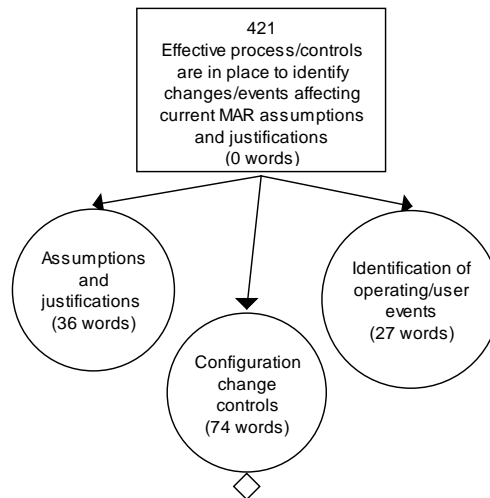 421
Effective process/controls
are in place to identify
changes/events affecting
current MAR assumptions
and justifications
(0 words)
Assumptions
and
justifications
(36 words)
Configuration
change
controls
(74 words)
Identification of
operating/user
events
(27 words)